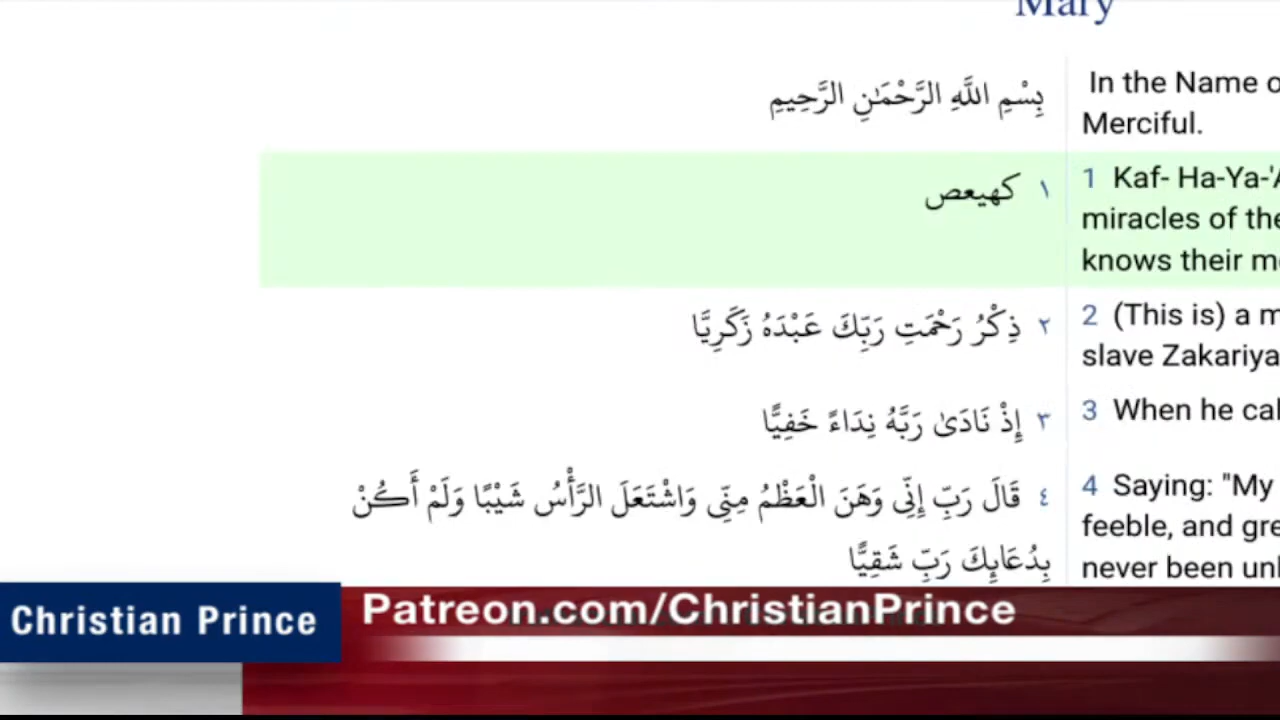 Mary
بِسْمِ اللَّهِ الرَّحْمَٰنِ الرَّحِيمِ
In the Name o
Merciful.
١ كهيعص
1 Kaf- Ha-Ya-'A
miracles of the
knows their m
٢ ذِكْرُ رَحْمَتِ رَبِّكَ عَبْدَهُ زَكَرِيَّا
2 (This is) a m
slave Zakariya
٣ إِذْ نَادَىٰ رَبَّهُ نِدَاءً خَفِيًّا
3 When he cal
٤ قَالَ رَبِّ إِنِّي وَهَنَ الْعَظْمُ مِنِّي وَاشْتَعَلَ الرَّأْسُ شَيْبًا وَلَمْ أَكُنْ
بِدُعَائِكَ رَبِّ شَقِيًّا
4 Saying: "My
feeble, and gre
never been unb
Christian Prince
Patreon.com/ChristianPrince